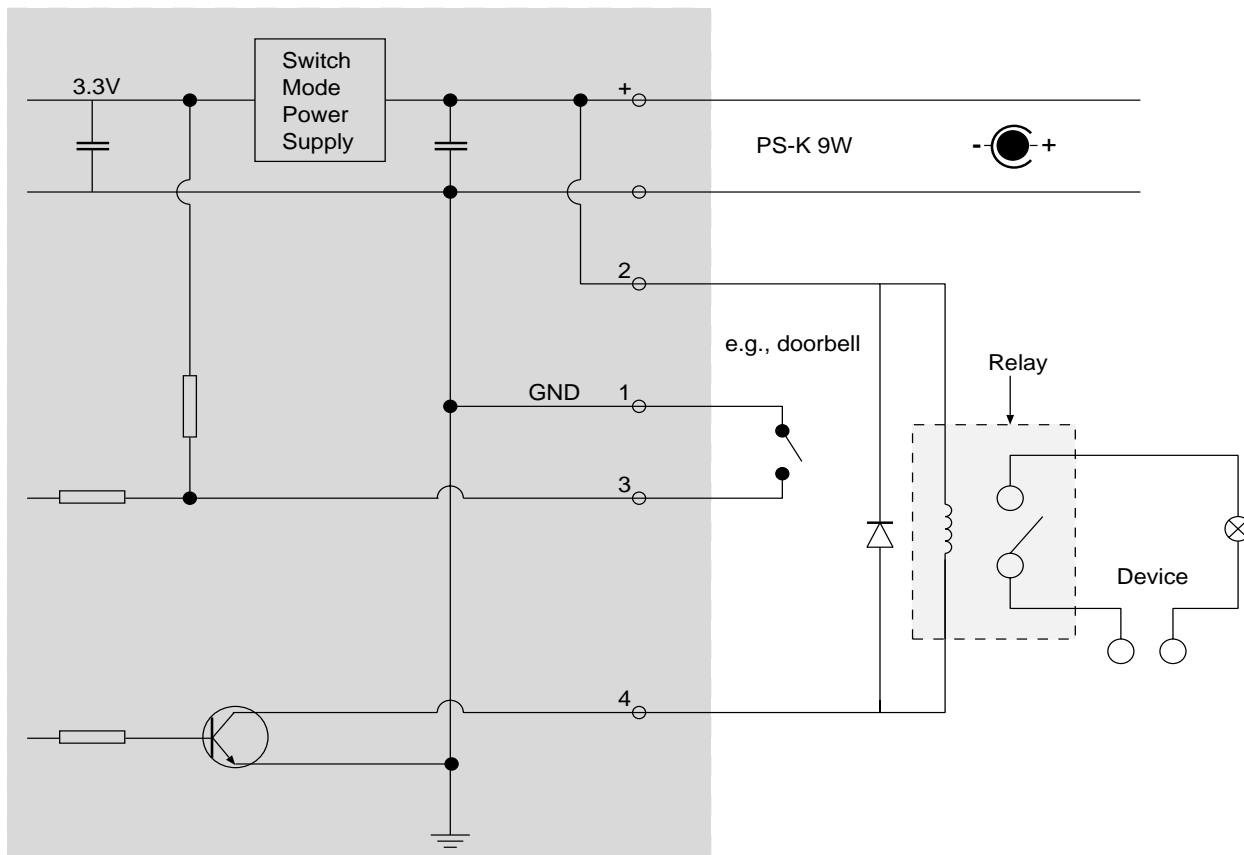 Switch
Mode
Power
Supply
3.3V
+
PS-K 9W
- +
2
e.g., doorbell
Relay
GND 1
3
Device
4